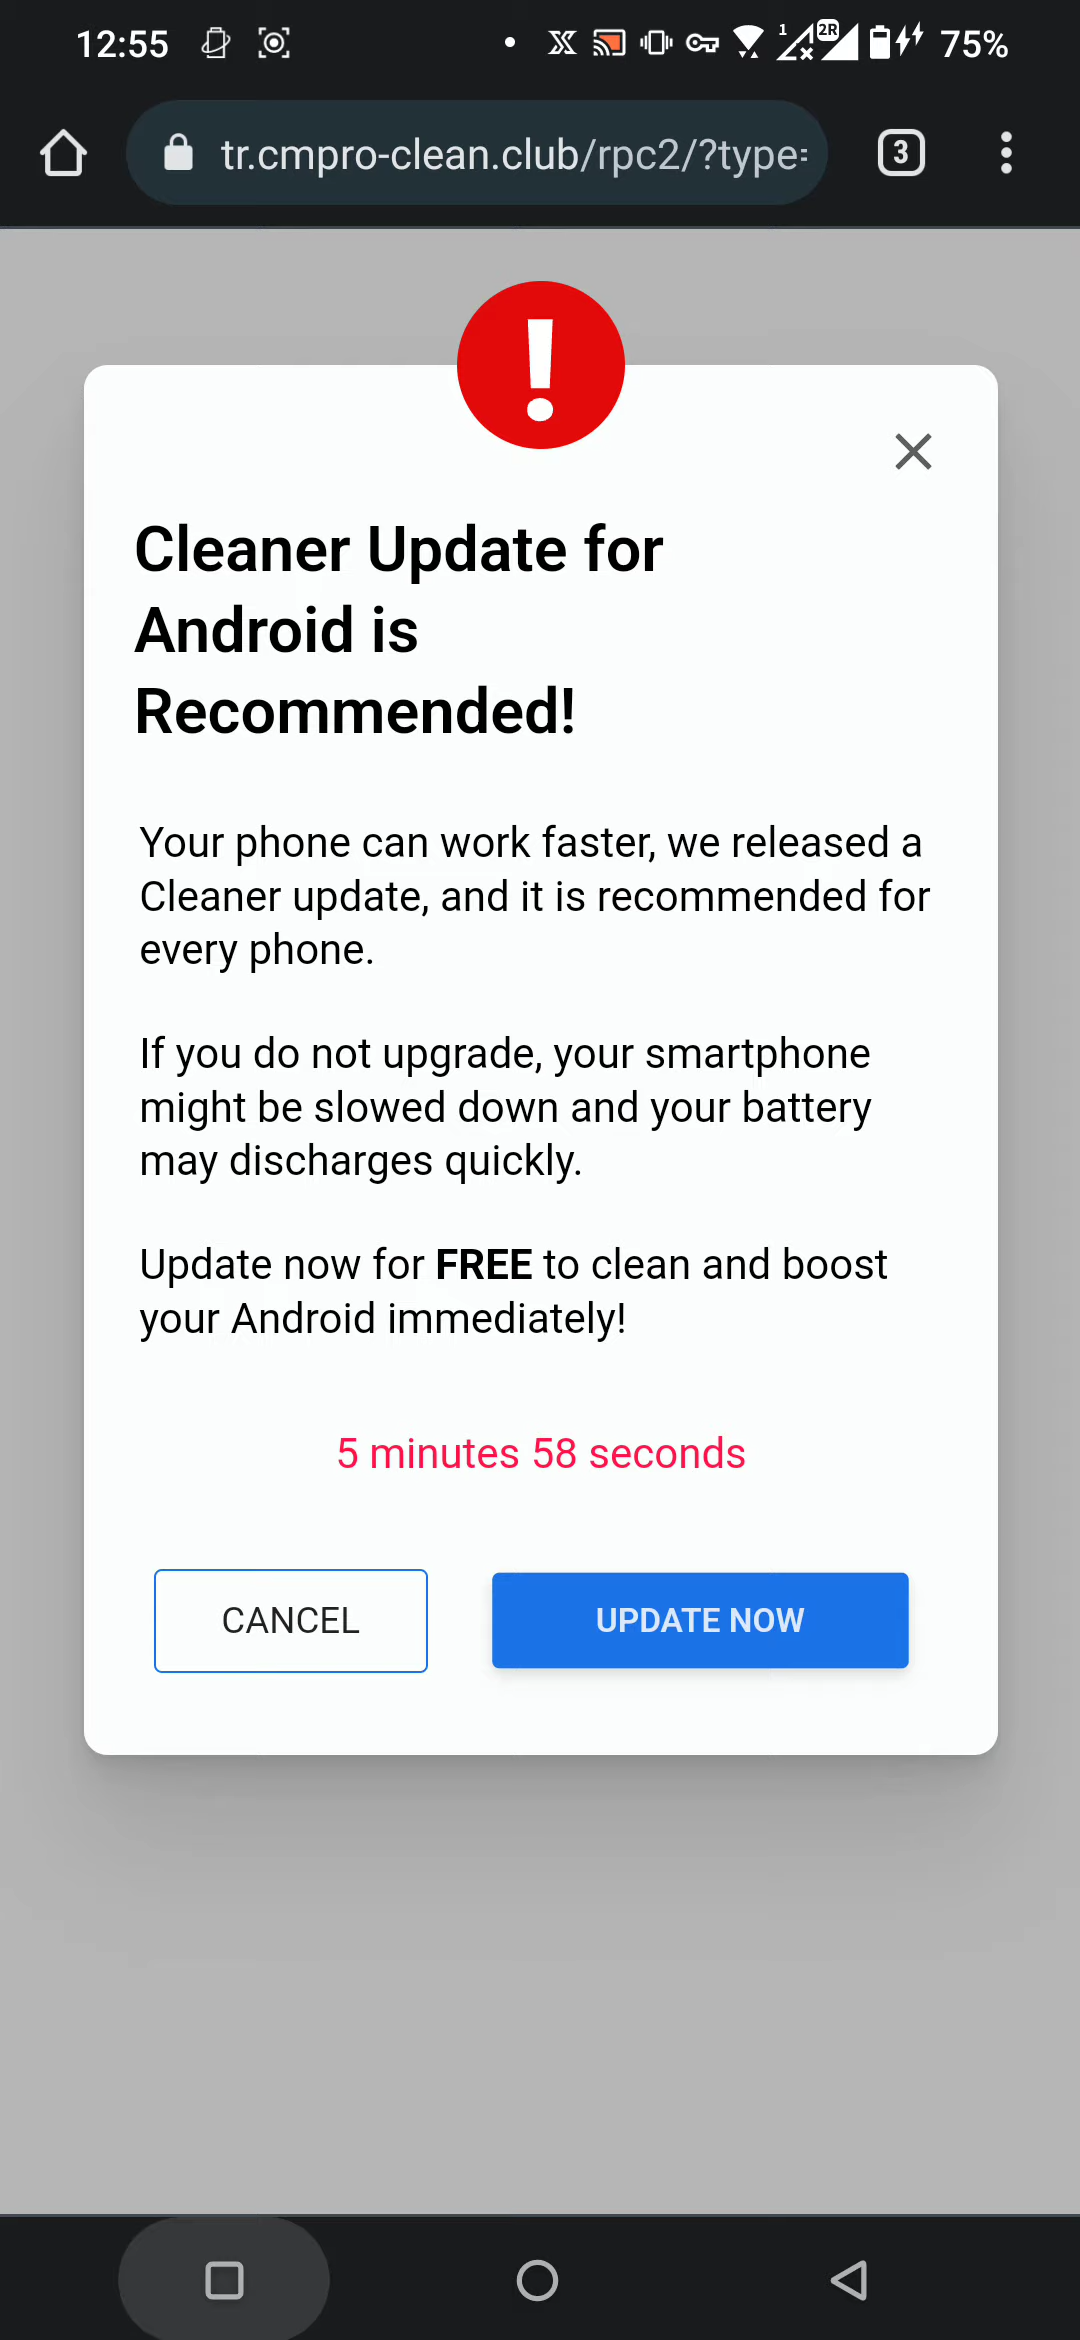 12:55
1
2R
75%
tr.cmpro-clean.club/rpc2/?type=
3
!
Cleaner Update for
Android is
Recommended!
Your phone can work faster, we released a
Cleaner update, and it is recommended for
every phone.
If you do not upgrade, your smartphone
might be slowed down and your battery
may discharges quickly.
Update now for FREE to clean and boost
your Android immediately!
5 minutes 58 seconds
CANCEL
UPDATE NOW